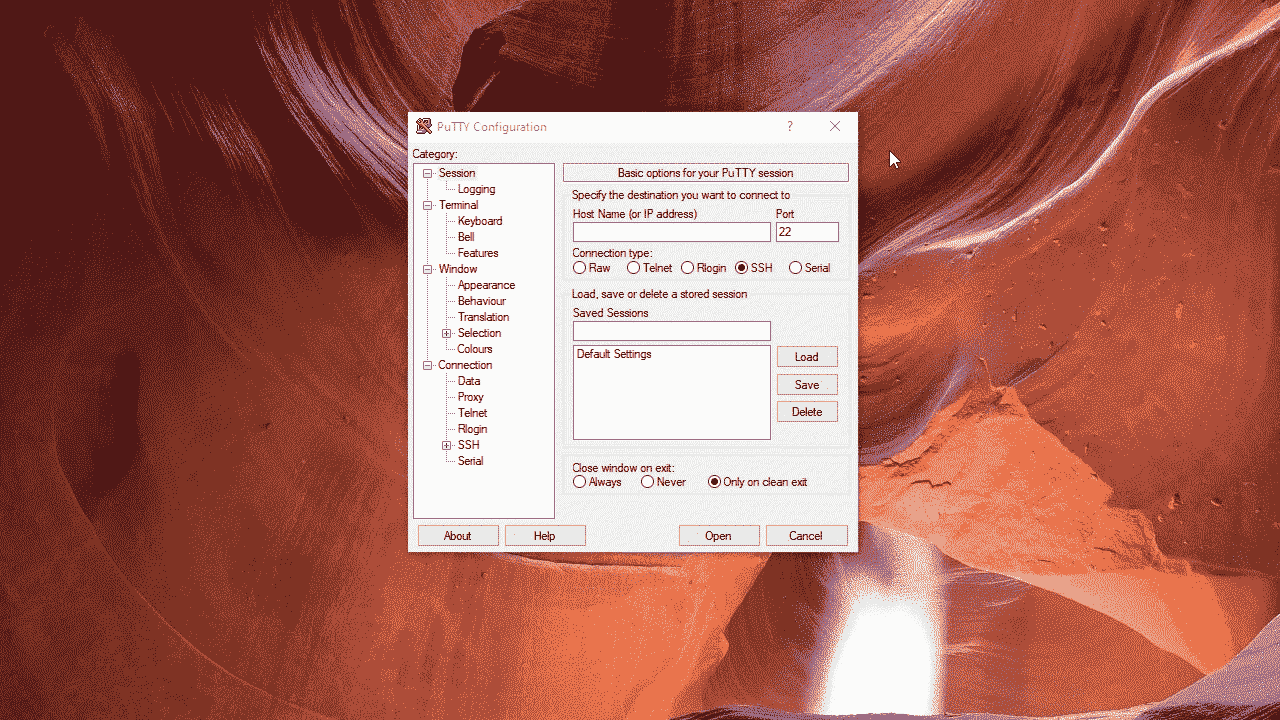 PuTTY Configuration
?
Category:
Session
Logging
Terminal
Keyboard
Bell
Features
Window
Appearance
Behaviour
Translation
Selection
Colours
Connection
Data
Proxy
Telnet
Rlogin
SSH
Serial
Basic options for your PuTTY session
Specify the destination you want to connect to
Host Name (or IP address) Port
22
Connection type:
Raw Telnet Rlogin SSH Serial
Load, save or delete a stored session
Saved Sessions
Default Settings
Load
Save
Delete
Close window on exit:
Always Never Only on clean exit
About Help Open Cancel